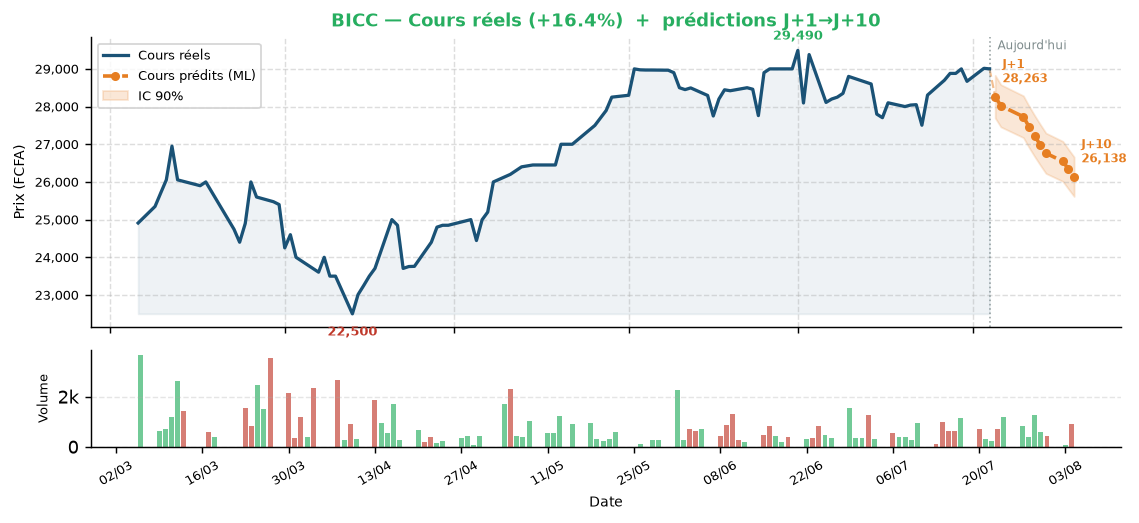 BICC — Cours réels (+16.4%)  +  prédictions J+1→J+10
29,490
Aujourd'hui
Cours réels
Cours prédits (ML)
IC 90%
J+1
28,263
J+10
26,138
22,500
Prix (FCFA)
29,000
28,000
27,000
26,000
25,000
24,000
23,000
Volume
2k
0
02/03
16/03
30/03
13/04
27/04
11/05
25/05
08/06
22/06
06/07
20/07
03/08
Date